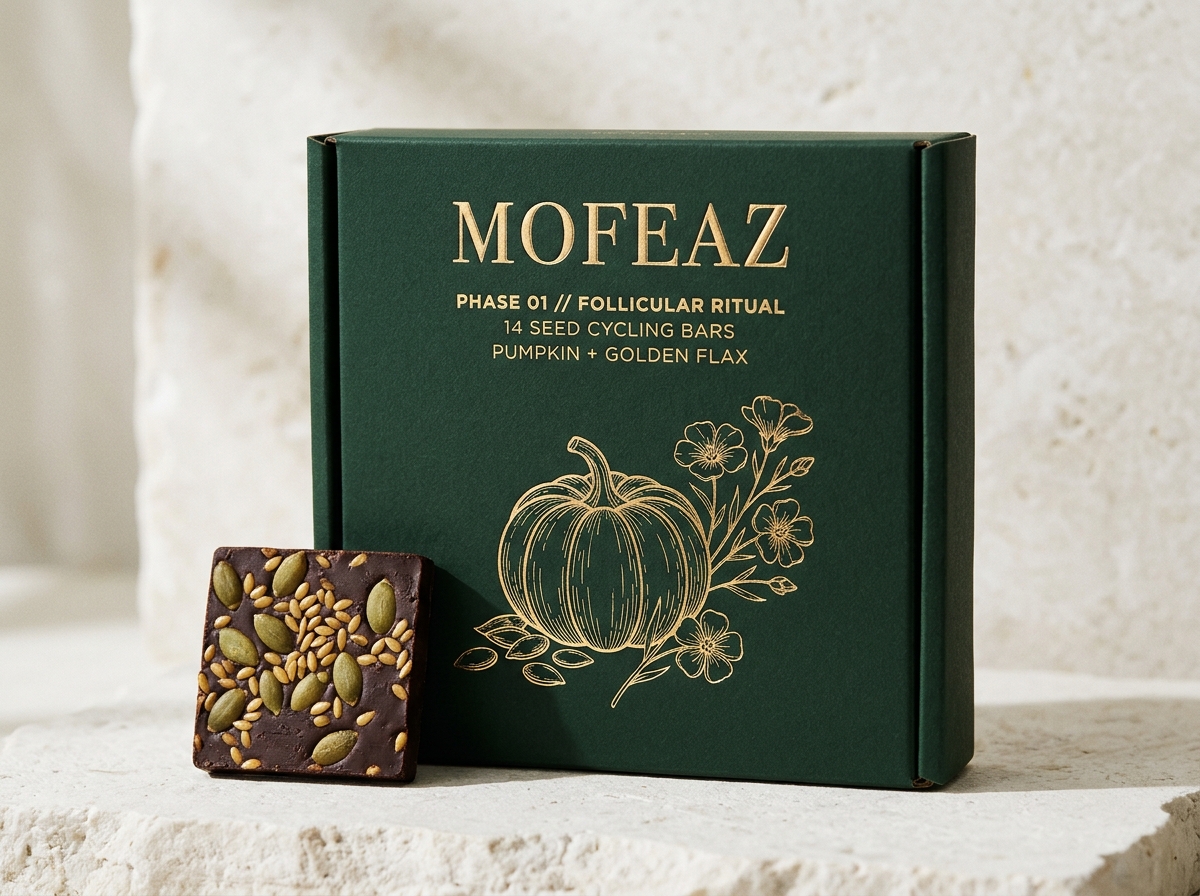 MOFEAZ
PHASE 01 // FOLLICULAR RITUAL
14 SEED CYCLING BARS
PUMPKIN + GOLDEN FLAX